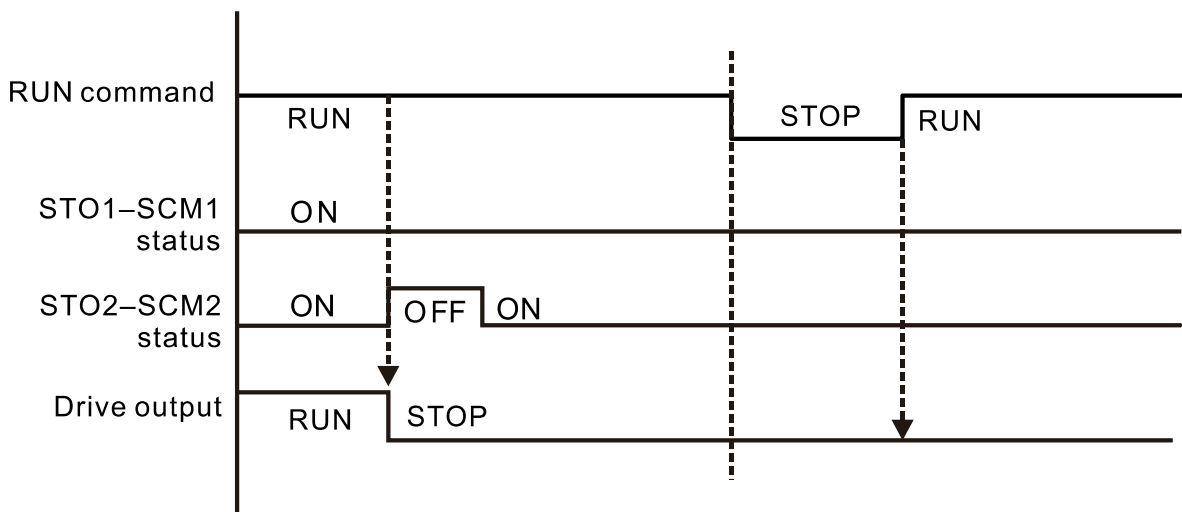 RUN command
RUN
STOP
RUN
STO1–SCM1
status
ON
STO2–SCM2
status
ON
OFF
ON
Drive output
RUN
STOP